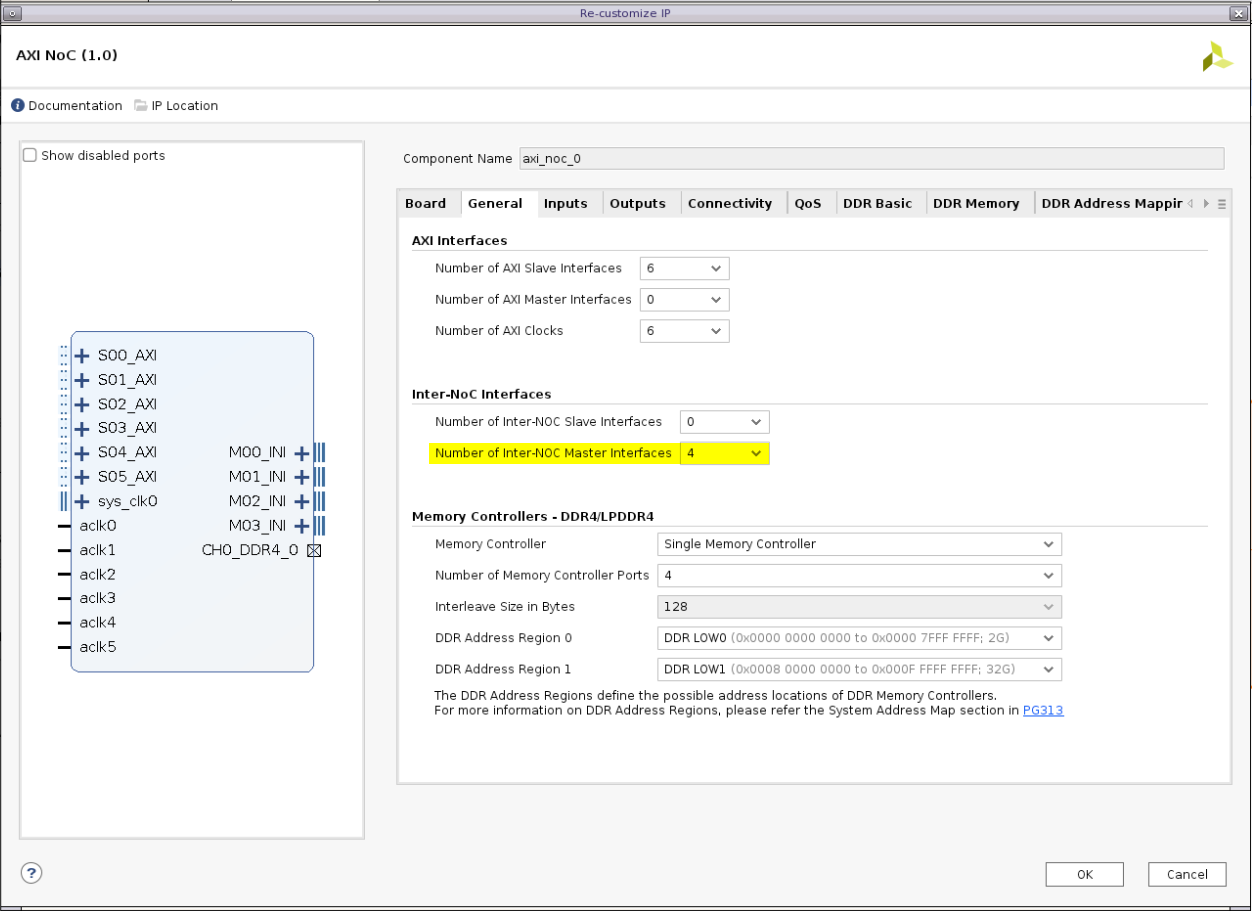 Re-customize IP
AXI NoC (1.0)
Documentation IP Location
Show disabled ports
S00_AXI
S01_AXI
S02_AXI
S03_AXI
S04_AXI
S05_AXI
sys_clk0
aclk0
aclk1
aclk2
aclk3
aclk4
aclk5
M00_INI
M01_INI
M02_INI
M03_INI
CH0_DDR4_0
Component Name axi_noc_0
Board General Inputs Outputs Connectivity QoS DDR Basic DDR Memory DDR Address Mappin
AXI Interfaces
Number of AXI Slave Interfaces 6
Number of AXI Master Interfaces 0
Number of AXI Clocks 6
Inter-NoC Interfaces
Number of Inter-NOC Slave Interfaces 0
Number of Inter-NOC Master Interfaces 4
Memory Controllers - DDR4/LPDDR4
Memory Controller Single Memory Controller
Number of Memory Controller Ports 4
Interleave Size in Bytes 128
DDR Address Region 0 DDR LOW0 (0x0000 0000 0000 to 0x0000 7FFF FFFF; 2G)
DDR Address Region 1 DDR LOW1 (0x0008 0000 0000 to 0x000F FFFF FFFF; 32G)
The DDR Address Regions define the possible address locations of DDR Memory Controllers.
For more information on DDR Address Regions, please refer the System Address Map section in PG313
?
OK Cancel